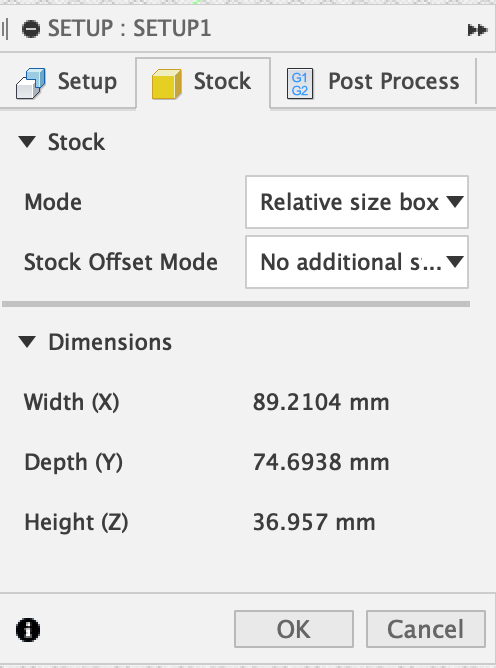 SETUP : SETUP1
Setup
Stock
G1
G2
Post Process
Stock
Mode
Relative size box
Stock Offset Mode
No additional s...
Dimensions
Width (X)
89.2104 mm
Depth (Y)
74.6938 mm
Height (Z)
36.957 mm
OK
Cancel